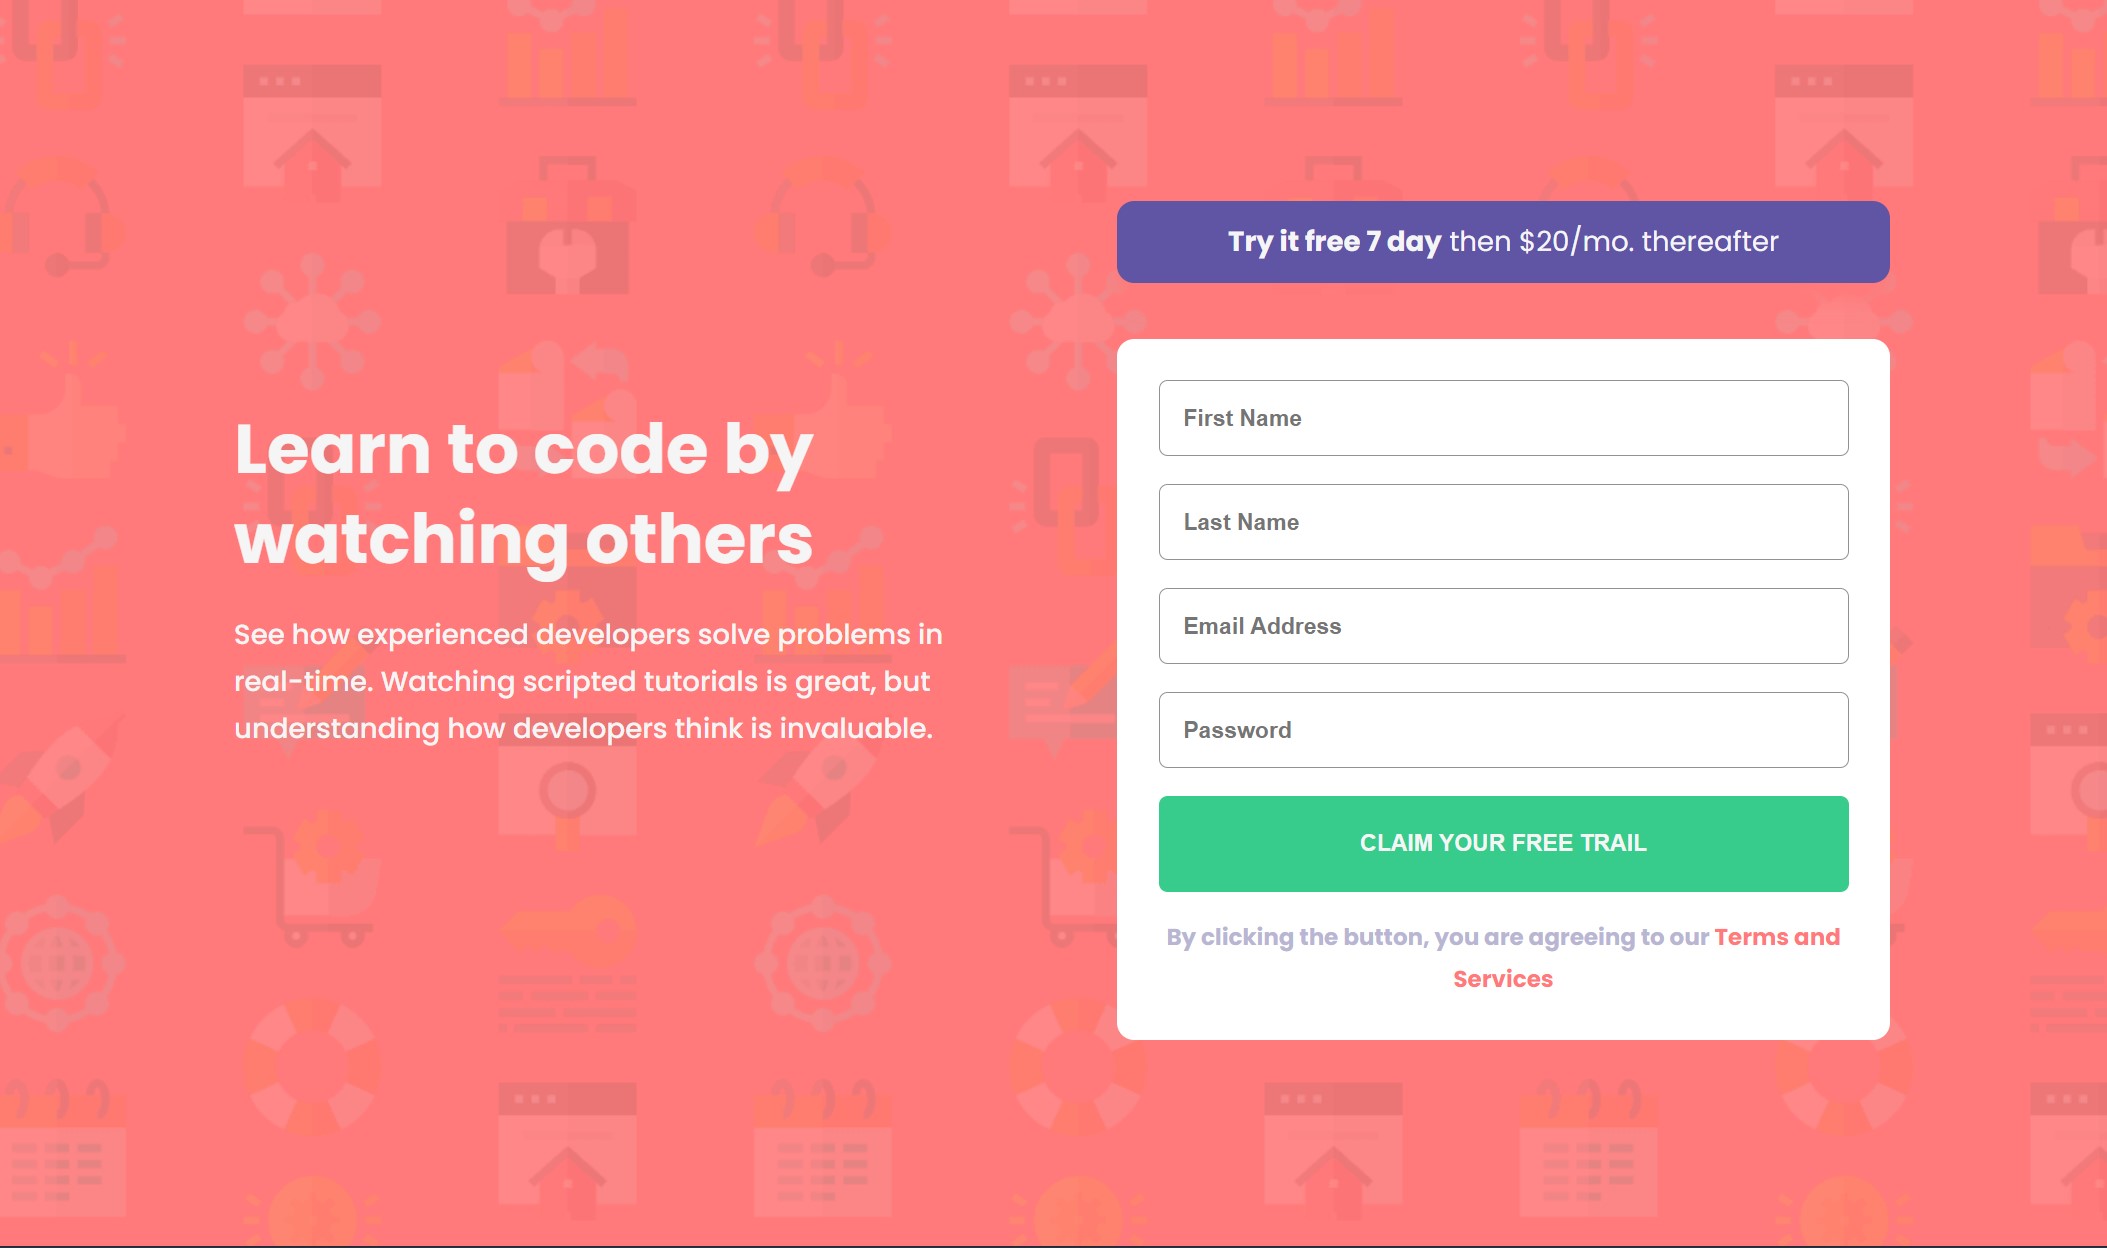 Learn to code by
watching others
See how experienced developers solve problems in
real-time. Watching scripted tutorials is great, but
understanding how developers think is invaluable.
Try it free 7 day then $20/mo. thereafter
First Name
Last Name
Email Address
Password
CLAIM YOUR FREE TRAIL
By clicking the button, you are agreeing to our Terms and
Services